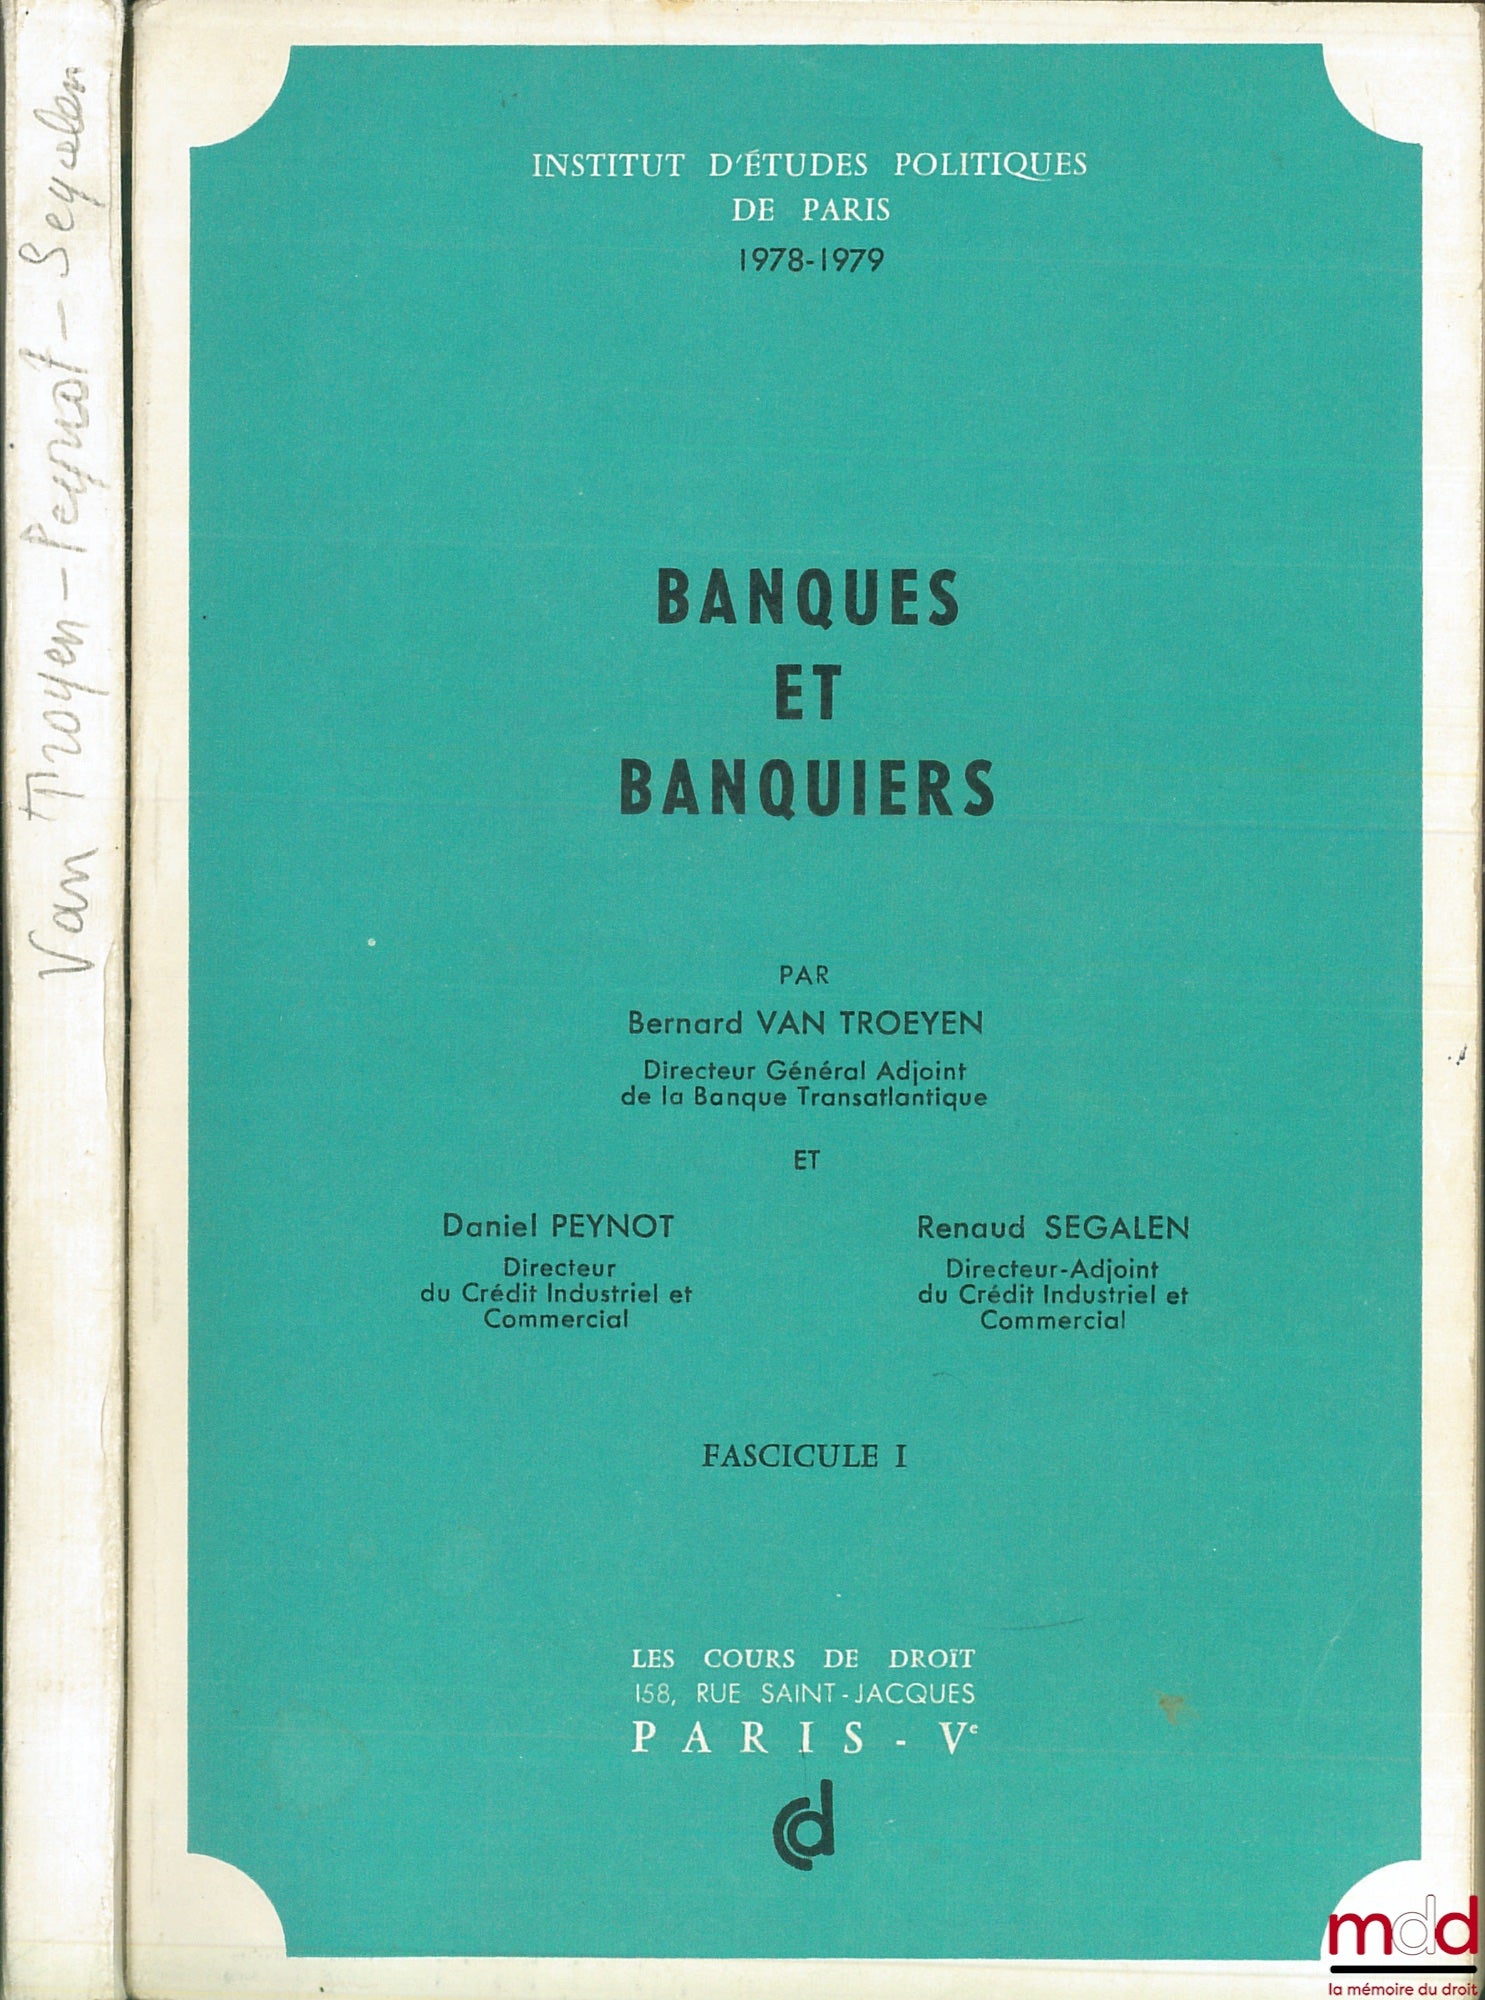 Van Troyen - Peynot - Segalen
INSTITUT D'ÉTUDES POLITIQUES
DE PARIS
1978-1979
BANQUES
ET
BANQUIERS
PAR
Bernard VAN TROEYEN
Directeur Général Adjoint
de la Banque Transatlantique
ET
Daniel PEYNOT
Directeur
du Crédit Industriel et
Commercial
Renaud SEGALEN
Directeur-Adjoint
du Crédit Industriel et
Commercial
FASCICULE I
LES COURS DE DROIT
158, RUE SAINT-JACQUES
PARIS - Ve
cd
mdd
la mémoire du droit